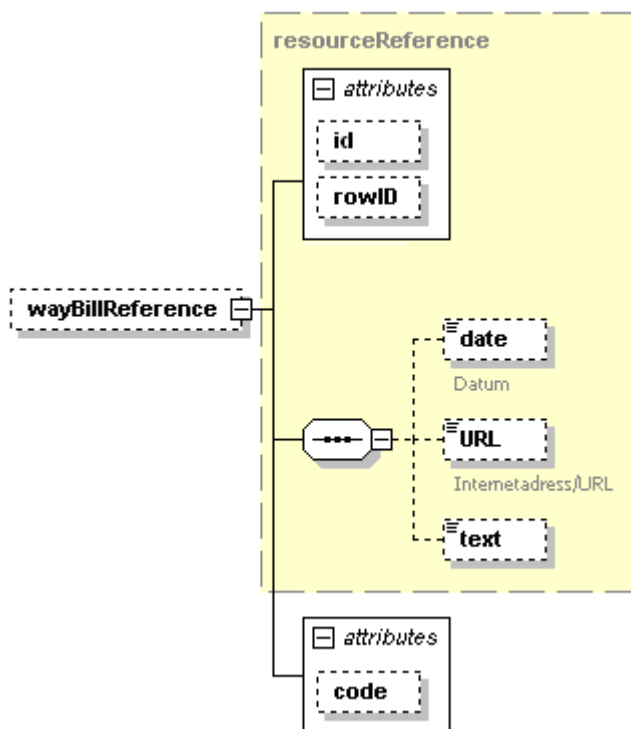 resourceReference
attributes
id
rowID
wayBillReference
date
Datum
URL
Internetadress/URL
text
attributes
code